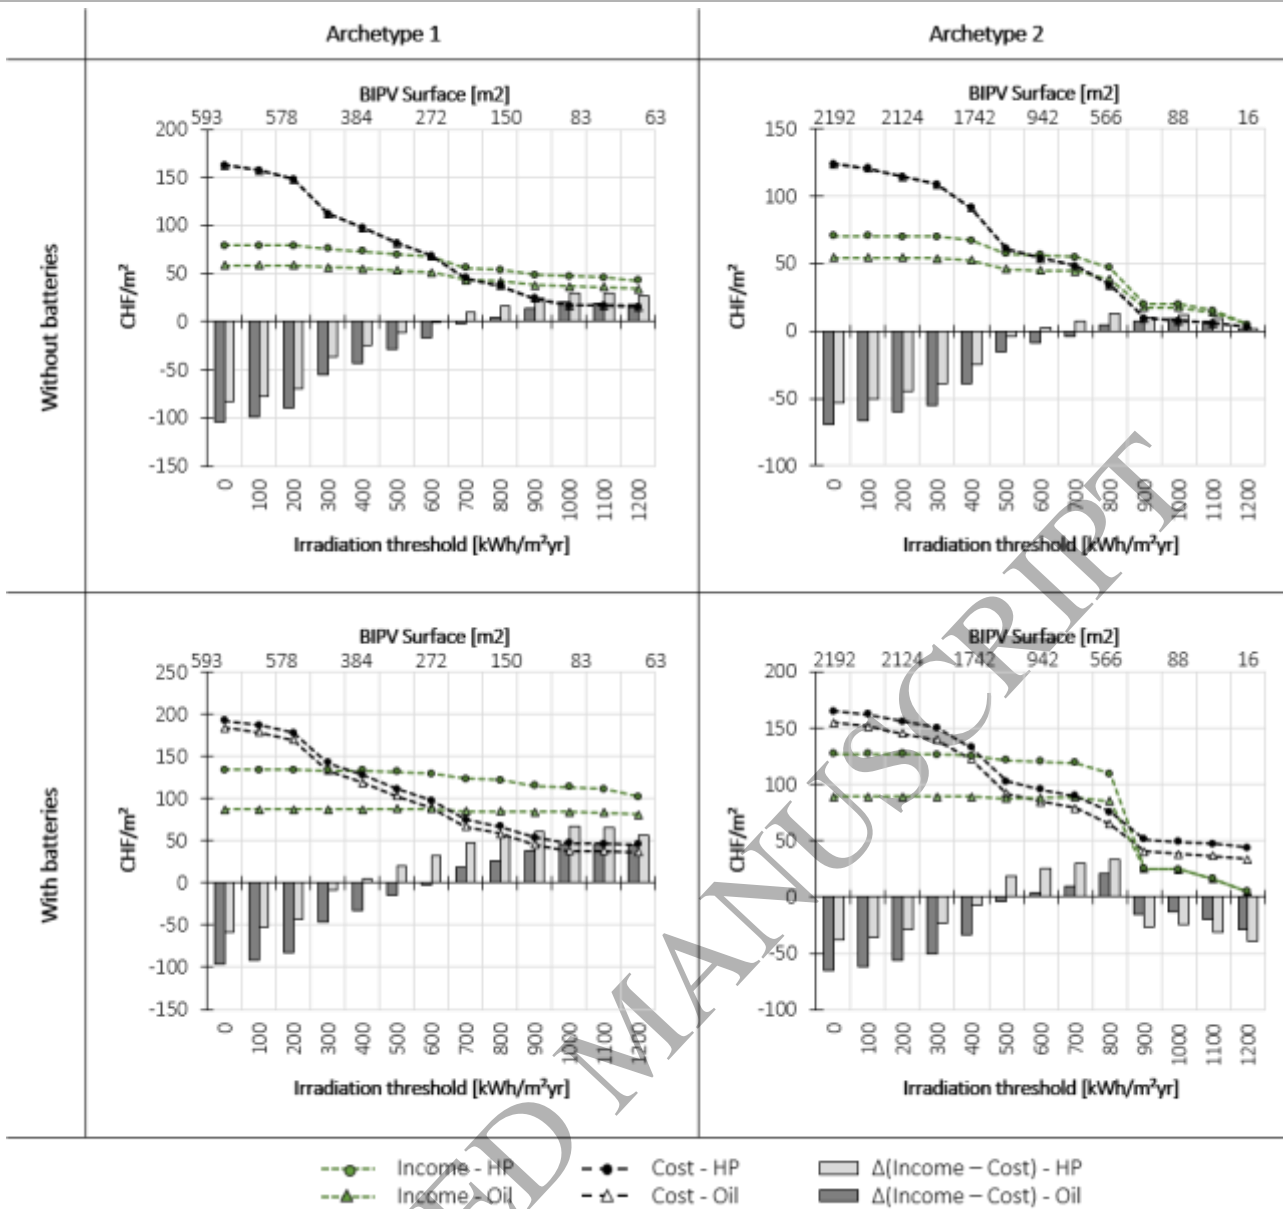 Archetype 1
Archetype 2
Without batteries
BIPV Surface [m2]
593 578 384 272 150 83 63
200
150
100
50
0
-50
-100
-150
CHF/m²
0 100 200 300 400 500 600 700 800 900 1000 1100 1200
Irradiation threshold [kWh/m²yr]
BIPV Surface [m2]
2192 2124 1742 942 566 88 16
150
100
50
0
-50
-100
CHF/m²
0 100 200 300 400 500 600 700 800 900 1000 1100 1200
Irradiation threshold [kWh/m²yr]
With batteries
BIPV Surface [m2]
593 578 384 272 150 83 63
250
200
150
100
50
0
-50
-100
-150
CHF/m²
0 100 200 300 400 500 600 700 800 900 1000 1100 1200
Irradiation threshold [kWh/m²yr]
BIPV Surface [m2]
2192 2124 1742 942 566 88 16
200
150
100
50
0
-50
-100
CHF/m²
0 100 200 300 400 500 600 700 800 900 1000 1100 1200
Irradiation threshold [kWh/m²yr]
Income - HP Cost - HP Δ(Income – Cost) - HP
Income - Oil Cost - Oil Δ(Income – Cost) - Oil
ED MANUSCRIPT